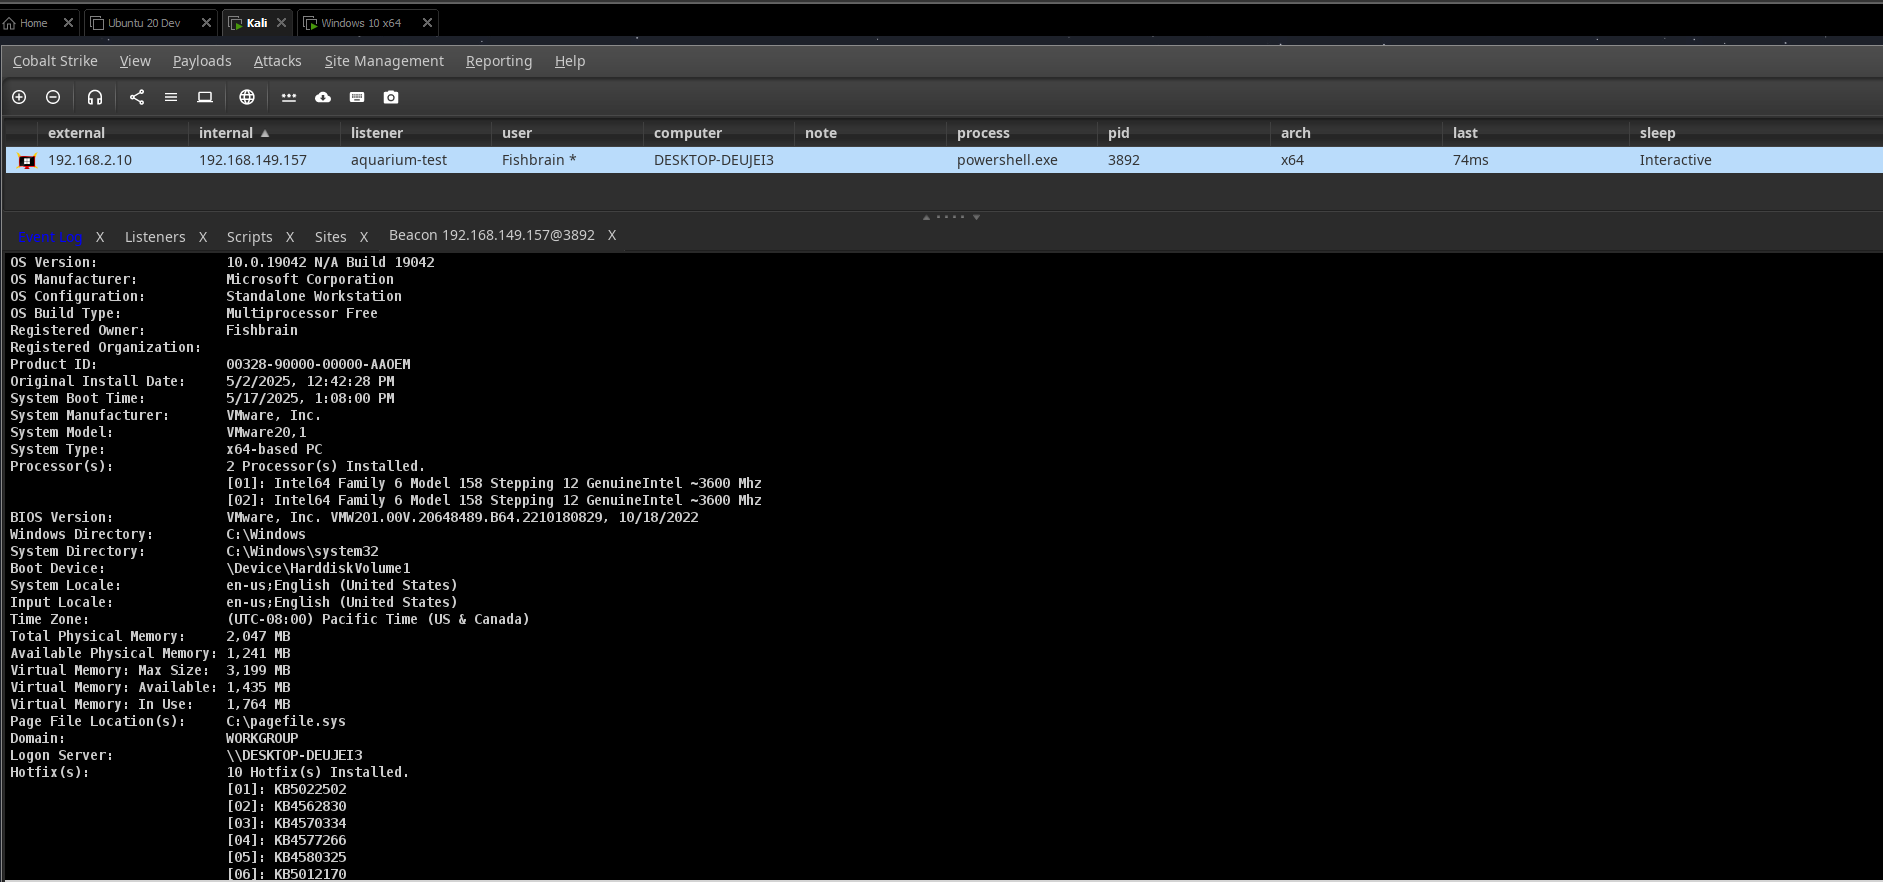 Home X Ubuntu 20 Dev X Kali X Windows 10 x64 X
Cobalt Strike View Payloads Attacks Site Management Reporting Help
external internal ▲ listener user computer note process pid arch last sleep
192.168.2.10 192.168.149.157 aquarium-test Fishbrain * DESKTOP-DEUJEI3 powershell.exe 3892 x64 74ms Interactive
Event Log X Listeners X Scripts X Sites X Beacon 192.168.149.157@3892 X
OS Version: 10.0.19042 N/A Build 19042
OS Manufacturer: Microsoft Corporation
OS Configuration: Standalone Workstation
OS Build Type: Multiprocessor Free
Registered Owner: Fishbrain
Registered Organization:
Product ID: 00328-90000-00000-AAOEM
Original Install Date: 5/2/2025, 12:42:28 PM
System Boot Time: 5/17/2025, 1:08:00 PM
System Manufacturer: VMware, Inc.
System Model: VMware20,1
System Type: x64-based PC
Processor(s): 2 Processor(s) Installed.
[01]: Intel64 Family 6 Model 158 Stepping 12 GenuineIntel ~3600 Mhz
[02]: Intel64 Family 6 Model 158 Stepping 12 GenuineIntel ~3600 Mhz
BIOS Version: VMware, Inc. VMW201.00V.20648489.B64.2210180829, 10/18/2022
Windows Directory: C:\Windows
System Directory: C:\Windows\system32
Boot Device: \Device\HarddiskVolume1
System Locale: en-us;English (United States)
Input Locale: en-us;English (United States)
Time Zone: (UTC-08:00) Pacific Time (US & Canada)
Total Physical Memory: 2,047 MB
Available Physical Memory: 1,241 MB
Virtual Memory: Max Size: 3,199 MB
Virtual Memory: Available: 1,435 MB
Virtual Memory: In Use: 1,764 MB
Page File Location(s): C:\pagefile.sys
Domain: WORKGROUP
Logon Server: \\DESKTOP-DEUJEI3
Hotfix(s): 10 Hotfix(s) Installed.
[01]: KB5022502
[02]: KB4562830
[03]: KB4570334
[04]: KB4577266
[05]: KB4580325
[06]: KB5012170